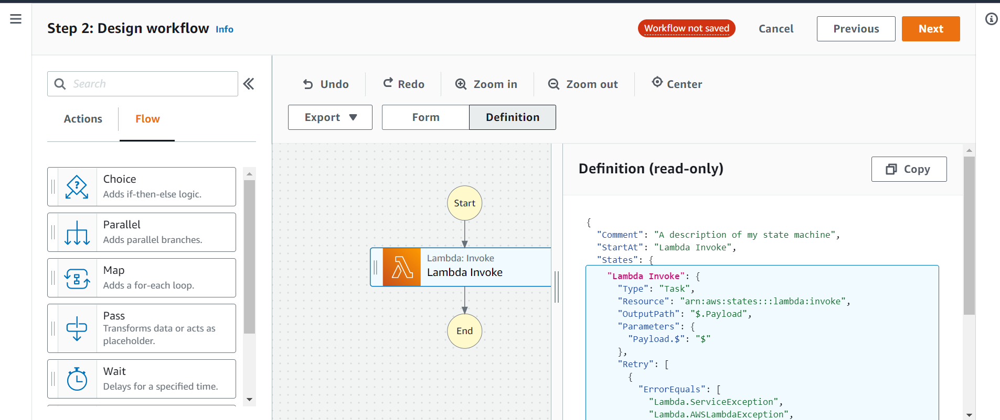 Step 2: Design workflow Info
Workflow not saved
Cancel
Previous
Next
Search
Actions
Flow
Choice
Adds if-then-else logic.
Parallel
Adds parallel branches.
Map
Adds a for-each loop.
Pass
Transforms data or acts as
placeholder.
Wait
Delays for a specified time.
Undo
Redo
Zoom in
Zoom out
Center
Export
Form
Definition
Start
Lambda: Invoke
Lambda Invoke
End
Definition (read-only)
Copy
{
"Comment": "A description of my state machine",
"StartAt": "Lambda Invoke",
"States": {
"Lambda Invoke": {
"Type": "Task",
"Resource": "arn:aws:states:::lambda:invoke",
"OutputPath": "$.Payload",
"Parameters": {
"Payload.$": "$"
},
"Retry": [
{
"ErrorEquals": [
"Lambda.ServiceException",
"Lambda.AWSLambdaException",